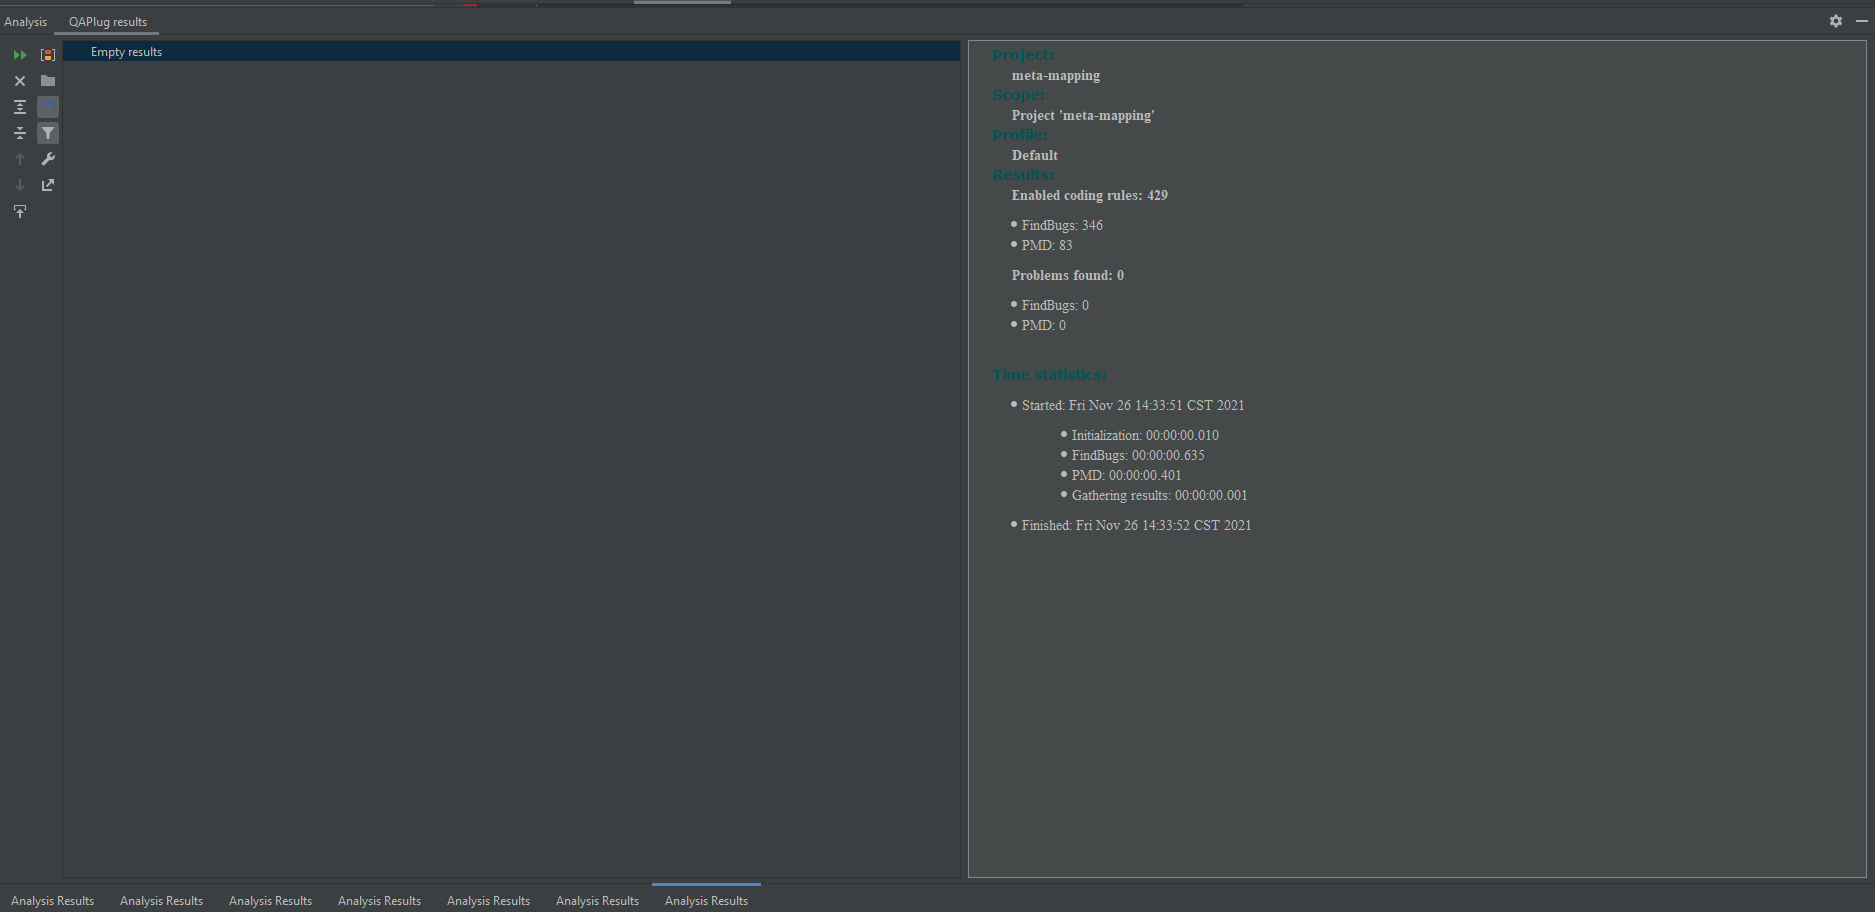 Analysis QAPlug results
Empty results
Project:
meta-mapping
Scope:
Project 'meta-mapping'
Profile:
Default
Results:
Enabled coding rules: 429
FindBugs: 346
PMD: 83
Problems found: 0
FindBugs: 0
PMD: 0
Time statistics:
Started: Fri Nov 26 14:33:51 CST 2021
Initialization: 00:00:00.010
FindBugs: 00:00:00.635
PMD: 00:00:00.401
Gathering results: 00:00:00.001
Finished: Fri Nov 26 14:33:52 CST 2021
Analysis Results Analysis Results Analysis Results Analysis Results Analysis Results Analysis Results Analysis Results